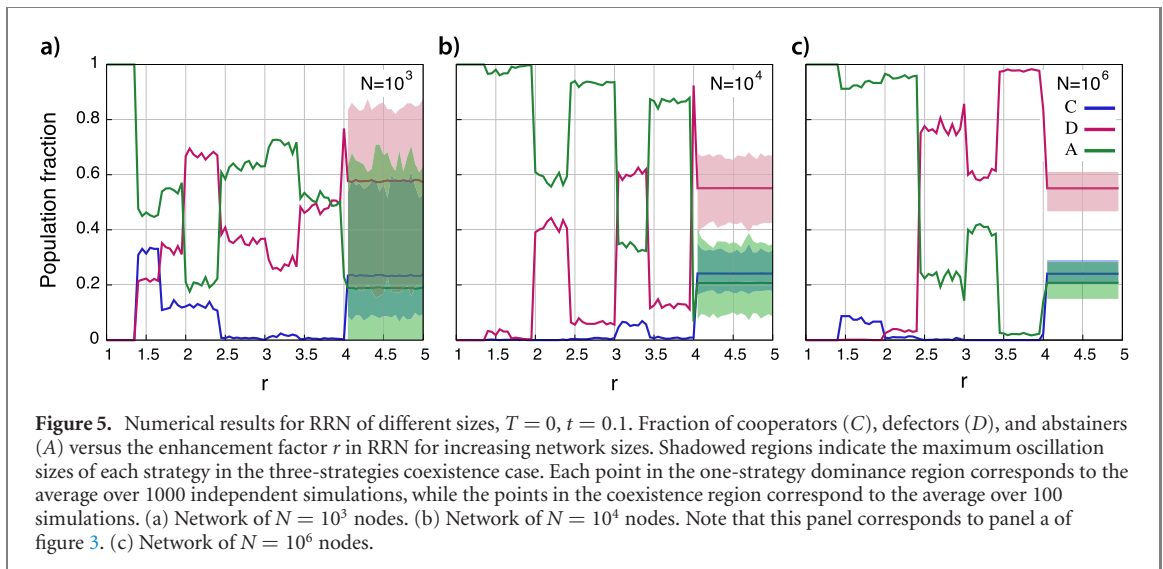 a)
b)
c)
N=10³
N=10⁴
N=10⁶
C
D
A
Population fraction
1
0.8
0.6
0.4
0.2
0
1 1.5 2 2.5 3 3.5 4 4.5 5
1 1.5 2 2.5 3 3.5 4 4.5 5
1 1.5 2 2.5 3 3.5 4 4.5 5
r
r
r
Figure 5. Numerical results for RRN of different sizes, T = 0, t = 0.1. Fraction of cooperators (C), defectors (D), and abstainers
(A) versus the enhancement factor r in RRN for increasing network sizes. Shadowed regions indicate the maximum oscillation
sizes of each strategy in the three-strategies coexistence case. Each point in the one-strategy dominance region corresponds to the
average over 1000 independent simulations, while the points in the coexistence region correspond to the average over 100
simulations. (a) Network of N = 10³ nodes. (b) Network of N = 10⁴ nodes. Note that this panel corresponds to panel a of
figure 3. (c) Network of N = 10⁶ nodes.